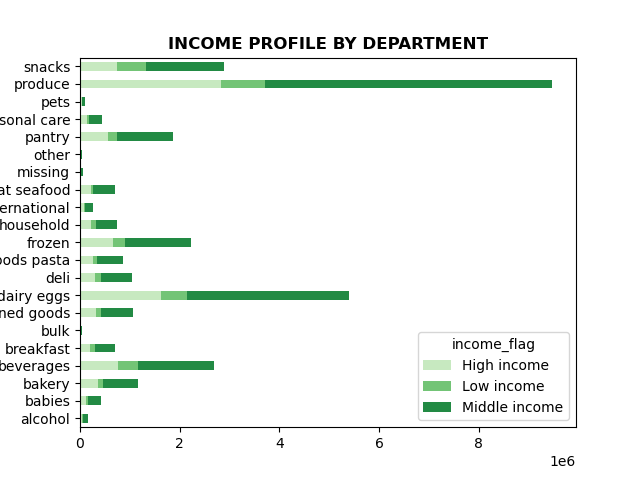 INCOME PROFILE BY DEPARTMENT
snacks
produce
pets
sonal care
pantry
other
missing
at seafood
ernational
household
frozen
oods pasta
deli
dairy eggs
ned goods
bulk
breakfast
beverages
bakery
babies
alcohol
income_flag
High income
Low income
Middle income
0 2 4 6 8
1e6